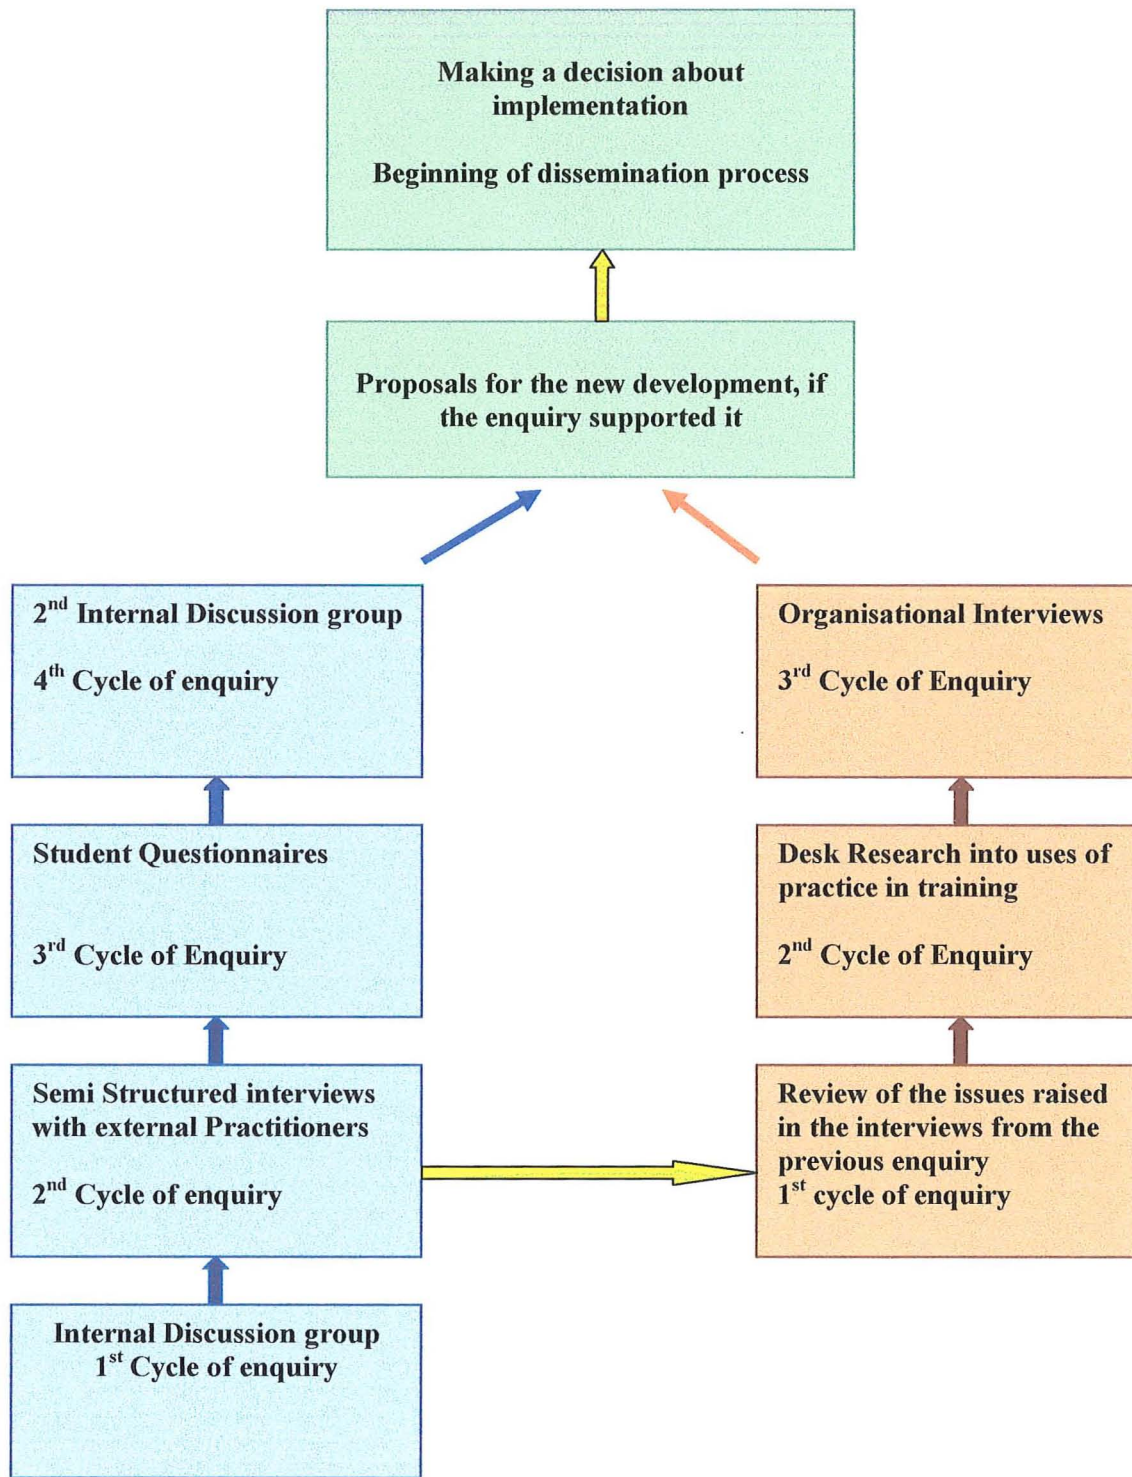 Making a decision about
implementation
Beginning of dissemination process
Proposals for the new development, if
the enquiry supported it
2nd Internal Discussion group
4th Cycle of enquiry
Organisational Interviews
3rd Cycle of Enquiry
Student Questionnaires
3rd Cycle of Enquiry
Desk Research into uses of
practice in training
2nd Cycle of Enquiry
Semi Structured interviews
with external Practitioners
2nd Cycle of enquiry
Review of the issues raised
in the interviews from the
previous enquiry
1st cycle of enquiry
Internal Discussion group
1st Cycle of enquiry